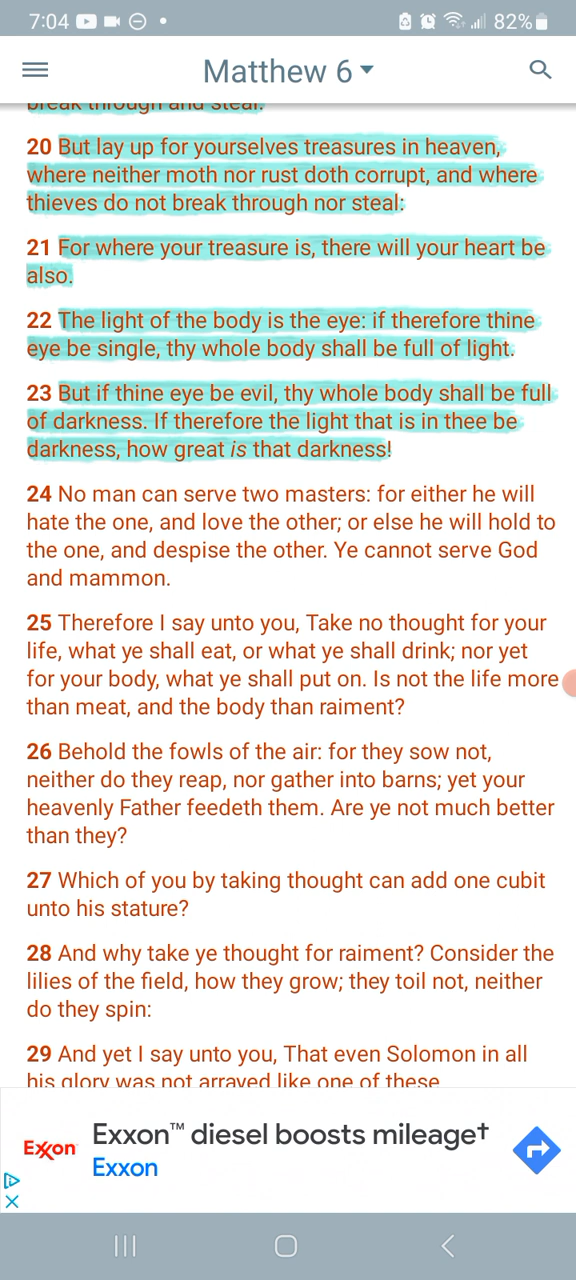 7:04 82%
Matthew 6
break through and steal.
20 But lay up for yourselves treasures in heaven,
where neither moth nor rust doth corrupt, and where
thieves do not break through nor steal:
21 For where your treasure is, there will your heart be
also.
22 The light of the body is the eye: if therefore thine
eye be single, thy whole body shall be full of light.
23 But if thine eye be evil, thy whole body shall be full
of darkness. If therefore the light that is in thee be
darkness, how great is that darkness!
24 No man can serve two masters: for either he will
hate the one, and love the other; or else he will hold to
the one, and despise the other. Ye cannot serve God
and mammon.
25 Therefore I say unto you, Take no thought for your
life, what ye shall eat, or what ye shall drink; nor yet
for your body, what ye shall put on. Is not the life more
than meat, and the body than raiment?
26 Behold the fowls of the air: for they sow not,
neither do they reap, nor gather into barns; yet your
heavenly Father feedeth them. Are ye not much better
than they?
27 Which of you by taking thought can add one cubit
unto his stature?
28 And why take ye thought for raiment? Consider the
lilies of the field, how they grow; they toil not, neither
do they spin:
29 And yet I say unto you, That even Solomon in all
his glory was not arrayed like one of these
Exxon
Exxon™ diesel boosts mileage†
Exxon